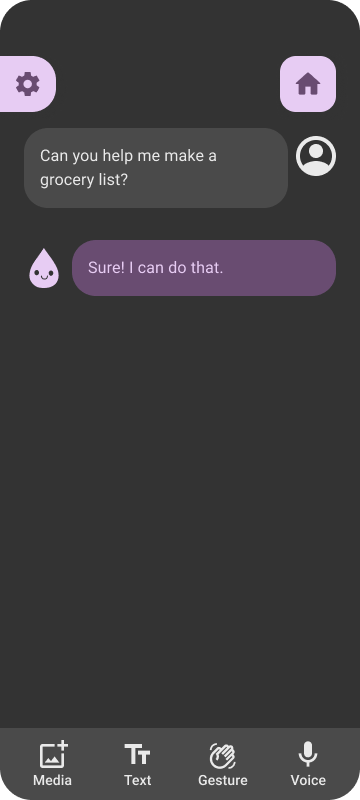 Can you help me make a
grocery list?
Sure! I can do that.
Media
Text
Gesture
Voice